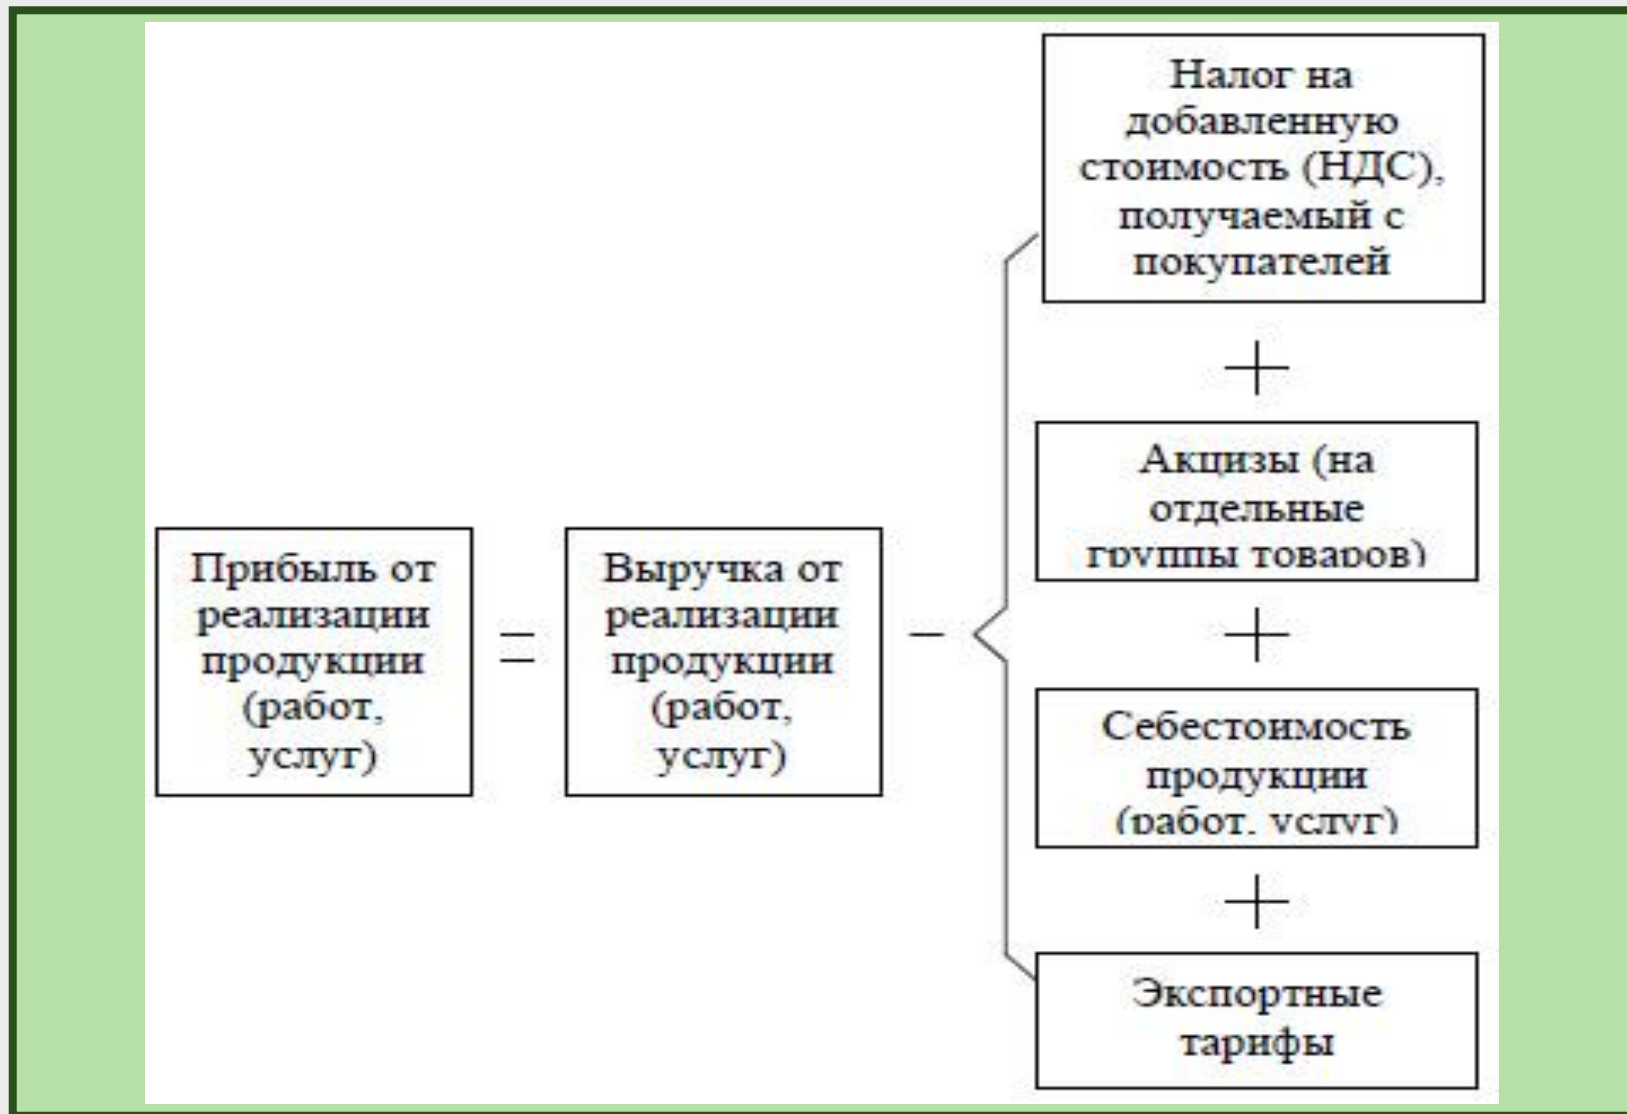 Прибыль от
реализации
продукции
(работ,
услуг)
=
Выручка от
реализации
продукции
(работ,
услуг)
−
Налог на
добавленную
стоимость (НДС),
получаемый с
покупателей
+
Акцизы (на
отдельные
группы товаров)
+
Себестоимость
продукции
(работ, услуг)
+
Экспортные
тарифы